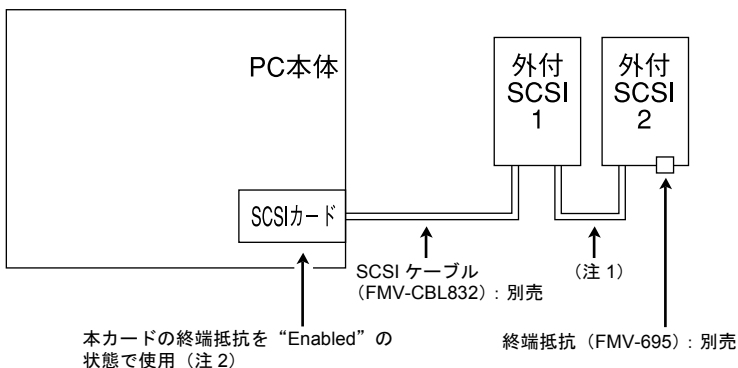 PC本体
外付
SCSI
1
外付
SCSI
2
SCSIカード
SCSI ケーブル
（FMV-CBL832）: 別売
（注 1）
本カードの終端抵抗を“Enabled”の
状態で使用（注 2）
終端抵抗（FMV-695）: 別売